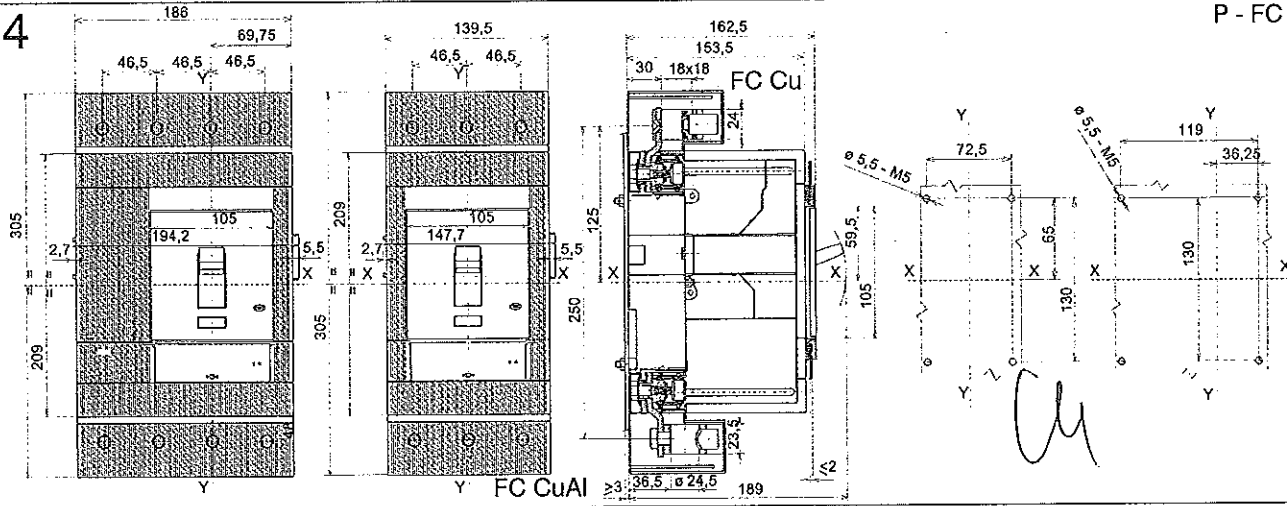 4
P - FC
186
69,75
46,5 46,5 46,5
Y
305
209
105
194,2
2,7
5,5
X
=
=
Y
139,5
46,5 46,5
Y
305
209
105
147,7
2,7
5,5
X
X
=
=
Y
FC CuAl
162,5
153,5
30
18x18
FC Cu
24
125
250
59,5
105
X
X
23,5
≥3
36,5
ø 24,5
189
≤2
ø 5,5 - M5
72,5
Y
65
130
X
X
Y
ø 5,5 - M5
119
Y
36,25
130
X
X
Y
Cu